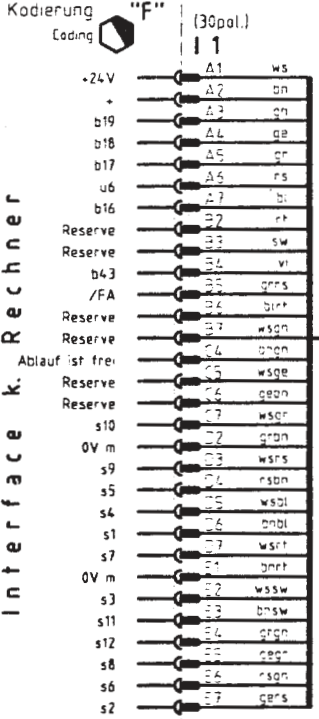 Kodierung "F"
Coding
(30pol.)
I 1
Interface k. Rechner
+24V A1 ws
+ A2 bn
b19 A3 gn
b18 A4 ge
b17 A5 gr
u6 A6 rs
b16 A7 bl
Reserve B2 rt
Reserve B3 sw
b43 B4 vi
/FA B5 grrs
Reserve B6 blrt
Reserve B7 wsgn
Ablauf ist frei C4 bngn
Reserve C5 wsge
Reserve C6 gebn
s10 C7 wsgr
0V m D2 grbn
s9 D3 wsrs
s5 D4 rsbn
s4 D5 wsbl
s1 D6 bnbl
s7 D7 wsrt
0V m E1 bnrt
s3 E2 wssw
s11 E3 bnsw
s12 E4 grgn
s8 E5 gegr
s6 E6 rsgn
s2 E7 gers